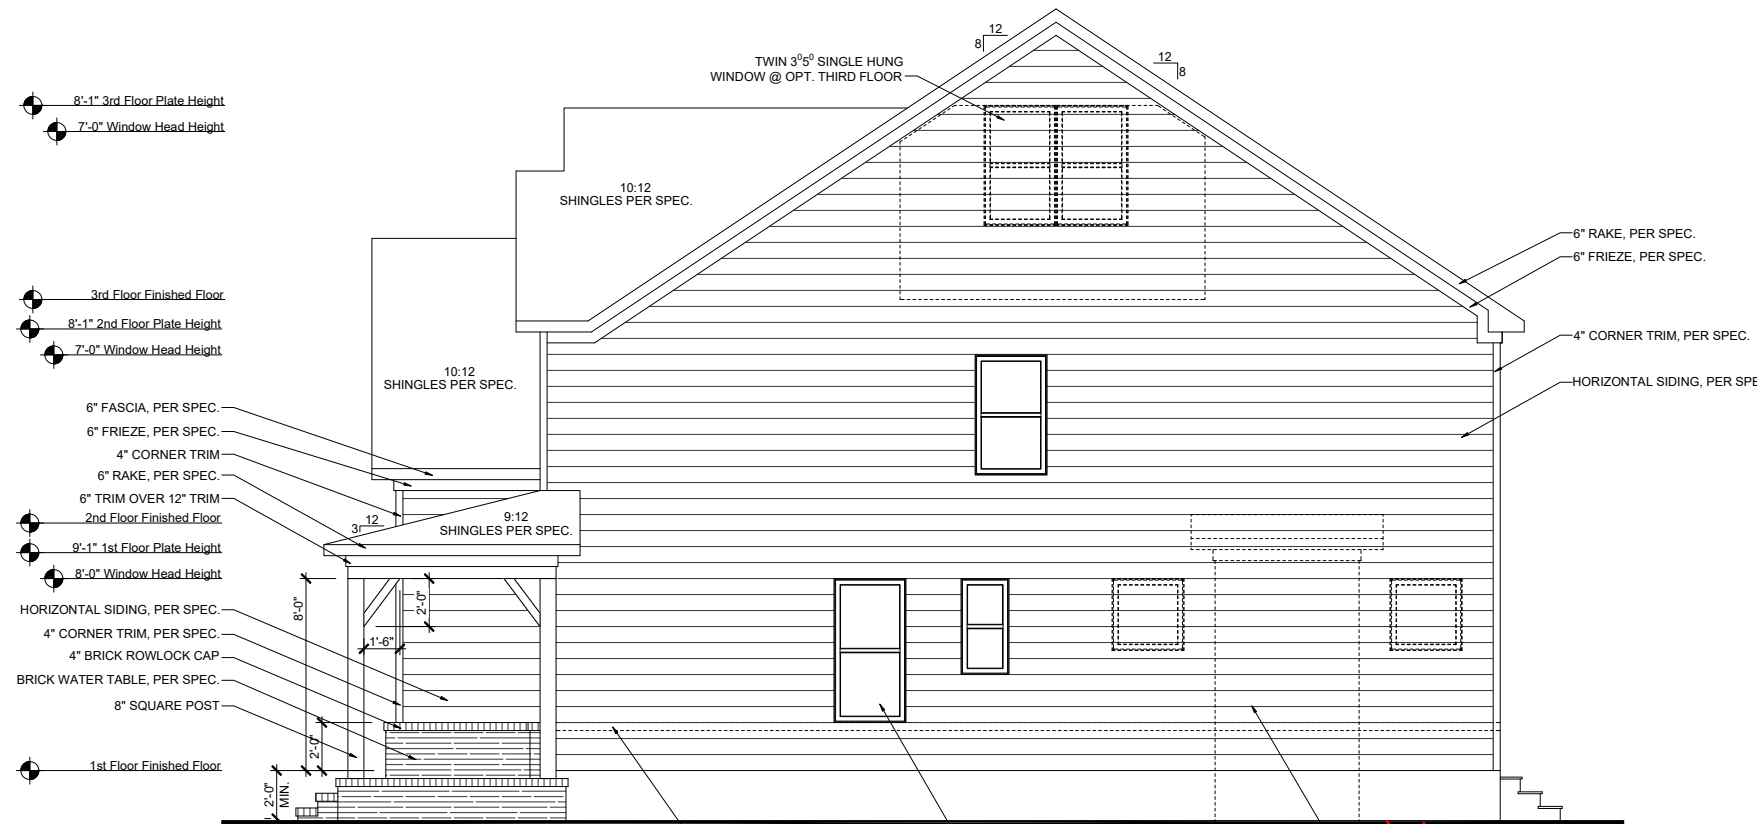 12
8
12
8
TWIN 3⁰5⁰ SINGLE HUNG
WINDOW @ OPT. THIRD FLOOR
8'-1" 3rd Floor Plate Height
7'-0" Window Head Height
10:12
SHINGLES PER SPEC.
6" RAKE, PER SPEC.
6" FRIEZE, PER SPEC.
3rd Floor Finished Floor
8'-1" 2nd Floor Plate Height
7'-0" Window Head Height
4" CORNER TRIM, PER SPEC.
10:12
SHINGLES PER SPEC.
HORIZONTAL SIDING, PER SPE
6" FASCIA, PER SPEC.
6" FRIEZE, PER SPEC.
4" CORNER TRIM
6" RAKE, PER SPEC.
6" TRIM OVER 12" TRIM
2nd Floor Finished Floor
12
3
9:12
SHINGLES PER SPEC.
9'-1" 1st Floor Plate Height
8'-0" Window Head Height
8'-0"
2'-0"
1'-6"
HORIZONTAL SIDING, PER SPEC.
4" CORNER TRIM, PER SPEC.
4" BRICK ROWLOCK CAP
BRICK WATER TABLE, PER SPEC.
8" SQUARE POST
2'-0"
1st Floor Finished Floor
2'-0"
MIN.